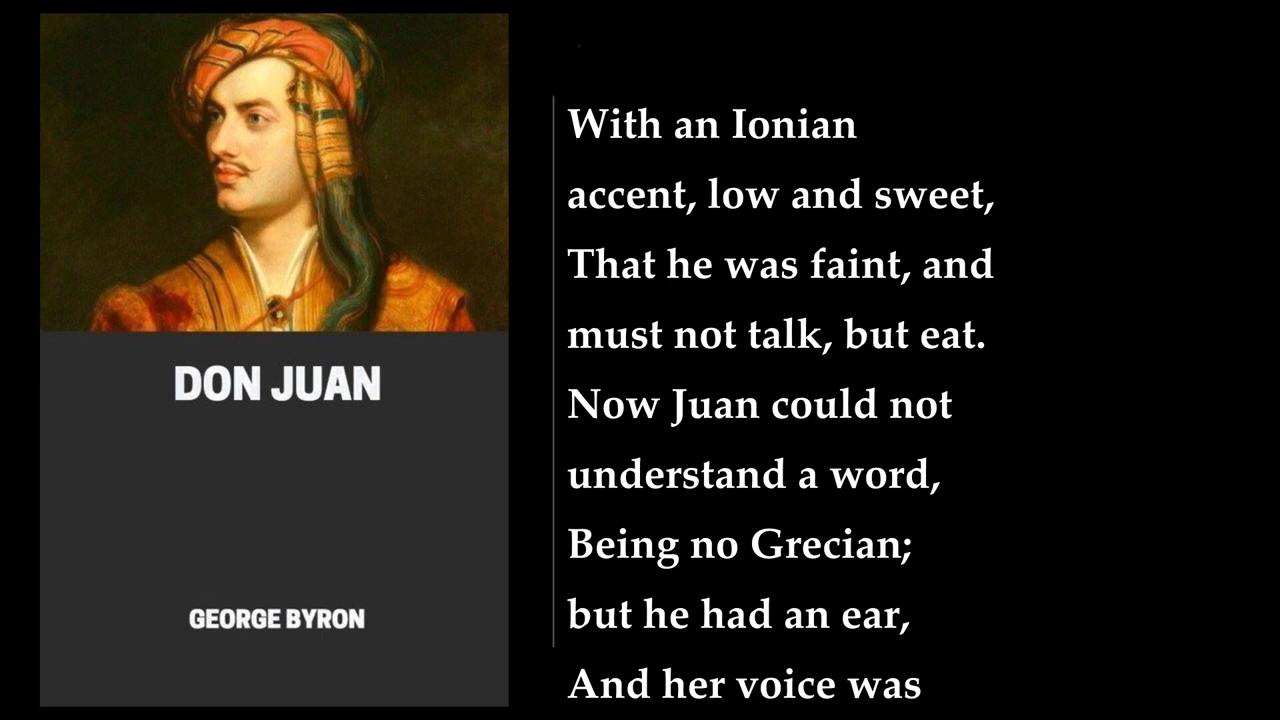 DON JUAN
GEORGE BYRON
With an Ionian
accent, low and sweet,
That he was faint, and
must not talk, but eat.
Now Juan could not
understand a word,
Being no Grecian;
but he had an ear,
And her voice was